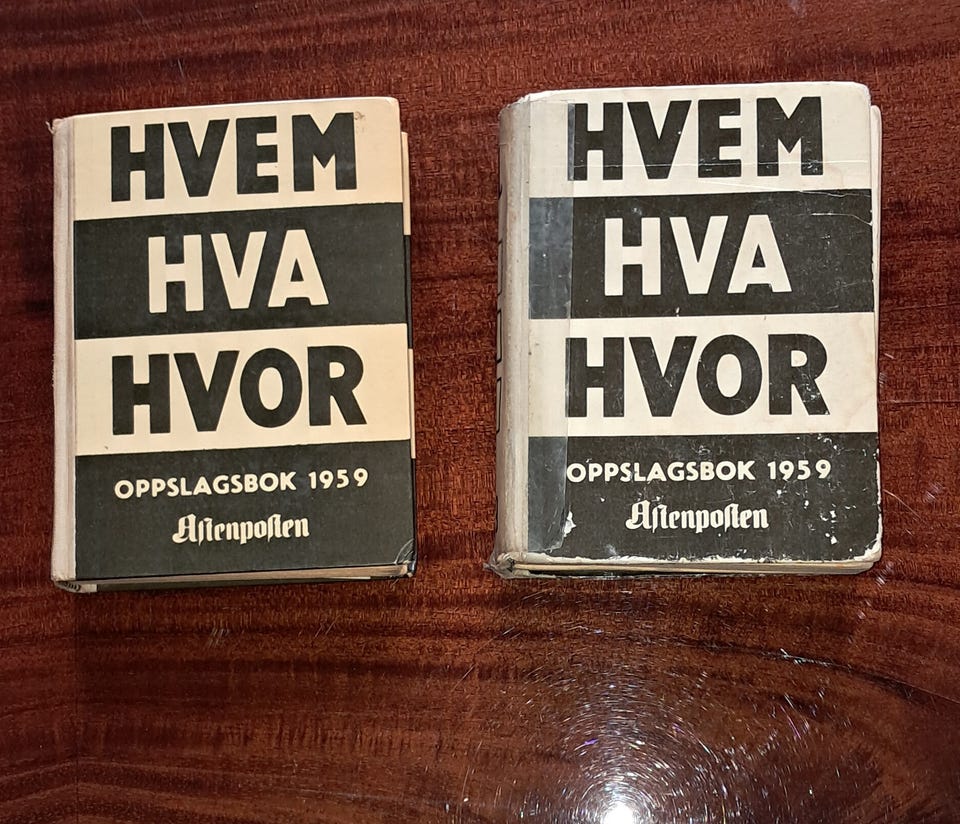 HVEM
HVA
HVOR
OPPSLAGSBOK 1959
Aftenposten
HVEM
HVA
HVOR
OPPSLAGSBOK 1959
Aftenposten